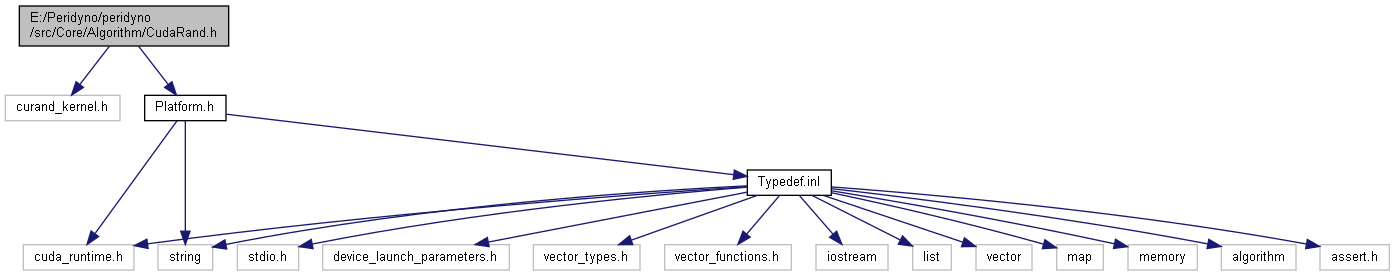 E:/Peridyno/peridyno
/src/Core/Algorithm/CudaRand.h
curand_kernel.h
Platform.h
Typedef.inl
cuda_runtime.h
string
stdio.h
device_launch_parameters.h
vector_types.h
vector_functions.h
iostream
list
vector
map
memory
algorithm
assert.h